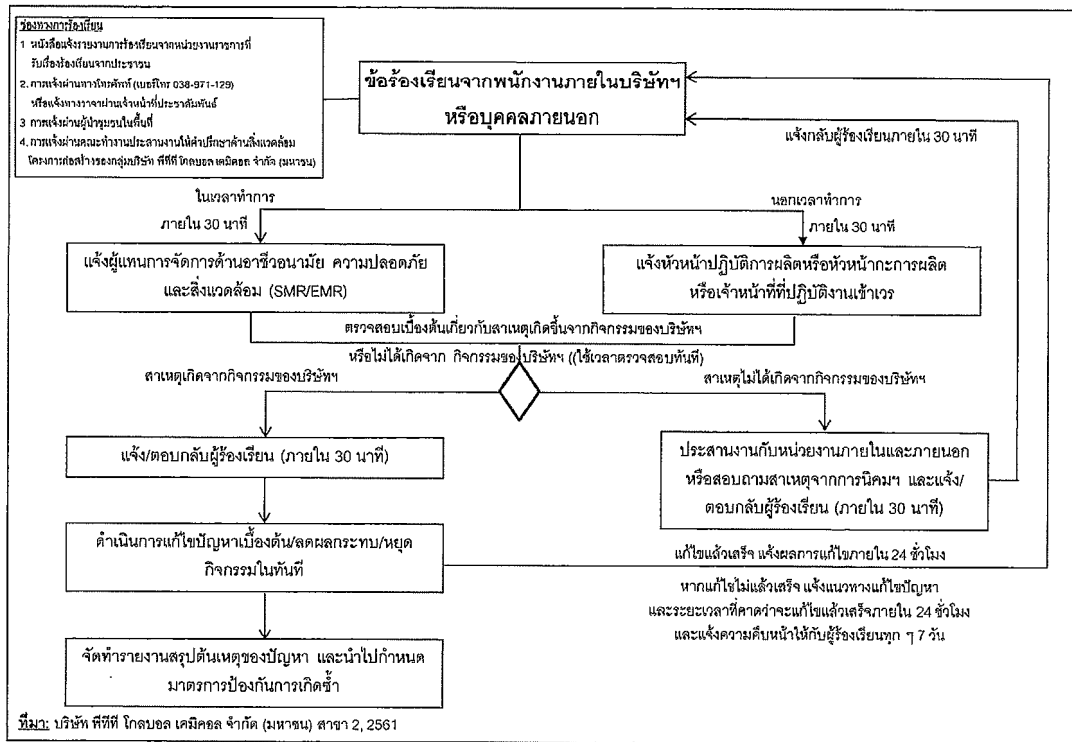 ช่องทางการร้องเรียน
1 หนังสือแจ้งรายงานการร้องเรียนจากหน่วยงานราชการที่
รับเรื่องร้องเรียนจากประชาชน
2. การแจ้งผ่านทางโทรศัพท์ (เบอร์โทร 038-971-129)
หรือแจ้งทางวาจาผ่านเจ้าหน้าที่ประชาสัมพันธ์
3 การแจ้งผ่านผู้นำชุมชนในพื้นที่
4. การแจ้งผ่านคณะทำงานประสานงานให้คำปรึกษาด้านสิ่งแวดล้อม
โครงการก่อสร้างของกลุ่มบริษัท พีทีที โกลบอล เคมิคอล จำกัด (มหาชน)
ข้อร้องเรียนจากพนักงานภายในบริษัทฯ
หรือบุคคลภายนอก
แจ้งกลับผู้ร้องเรียนภายใน 30 นาที
ในเวลาทำการ
ภายใน 30 นาที
นอกเวลาทำการ
ภายใน 30 นาที
แจ้งผู้แทนการจัดการด้านอาชีวอนามัย ความปลอดภัย
และสิ่งแวดล้อม (SMR/EMR)
แจ้งหัวหน้าปฏิบัติการผลิตหรือหัวหน้ากะการผลิต
หรือเจ้าหน้าที่ที่ปฏิบัติงานเข้าเวร
ตรวจสอบเบื้องต้นเกี่ยวกับสาเหตุเกิดขึ้นจากกิจกรรมของบริษัทฯ
หรือไม่ได้เกิดจาก กิจกรรมของบริษัทฯ ((ใช้เวลาตรวจสอบทันที)
สาเหตุเกิดจากกิจกรรมของบริษัทฯ
สาเหตุไม่ได้เกิดจากกิจกรรมของบริษัทฯ
แจ้ง/ตอบกลับผู้ร้องเรียน (ภายใน 30 นาที)
ประสานงานกับหน่วยงานภายในและภายนอก
หรือสอบถามสาเหตุจากการนิคมฯ และแจ้ง/
ตอบกลับผู้ร้องเรียน (ภายใน 30 นาที)
ดำเนินการแก้ไขปัญหาเบื้องต้น/ลดผลกระทบ/หยุด
กิจกรรมในทันที
แก้ไขแล้วเสร็จ แจ้งผลการแก้ไขภายใน 24 ชั่วโมง
หากแก้ไขไม่แล้วเสร็จ แจ้งแนวทางแก้ไขปัญหา
และระยะเวลาที่คาดว่าจะแก้ไขแล้วเสร็จภายใน 24 ชั่วโมง
และแจ้งความคืบหน้าให้กับผู้ร้องเรียนทุก ๆ 7 วัน
จัดทำรายงานสรุปต้นเหตุของปัญหา และนำไปกำหนด
มาตรการป้องกันการเกิดซ้ำ
ที่มา: บริษัท พีทีที โกลบอล เคมิคอล จำกัด (มหาชน) สาขา 2, 2561